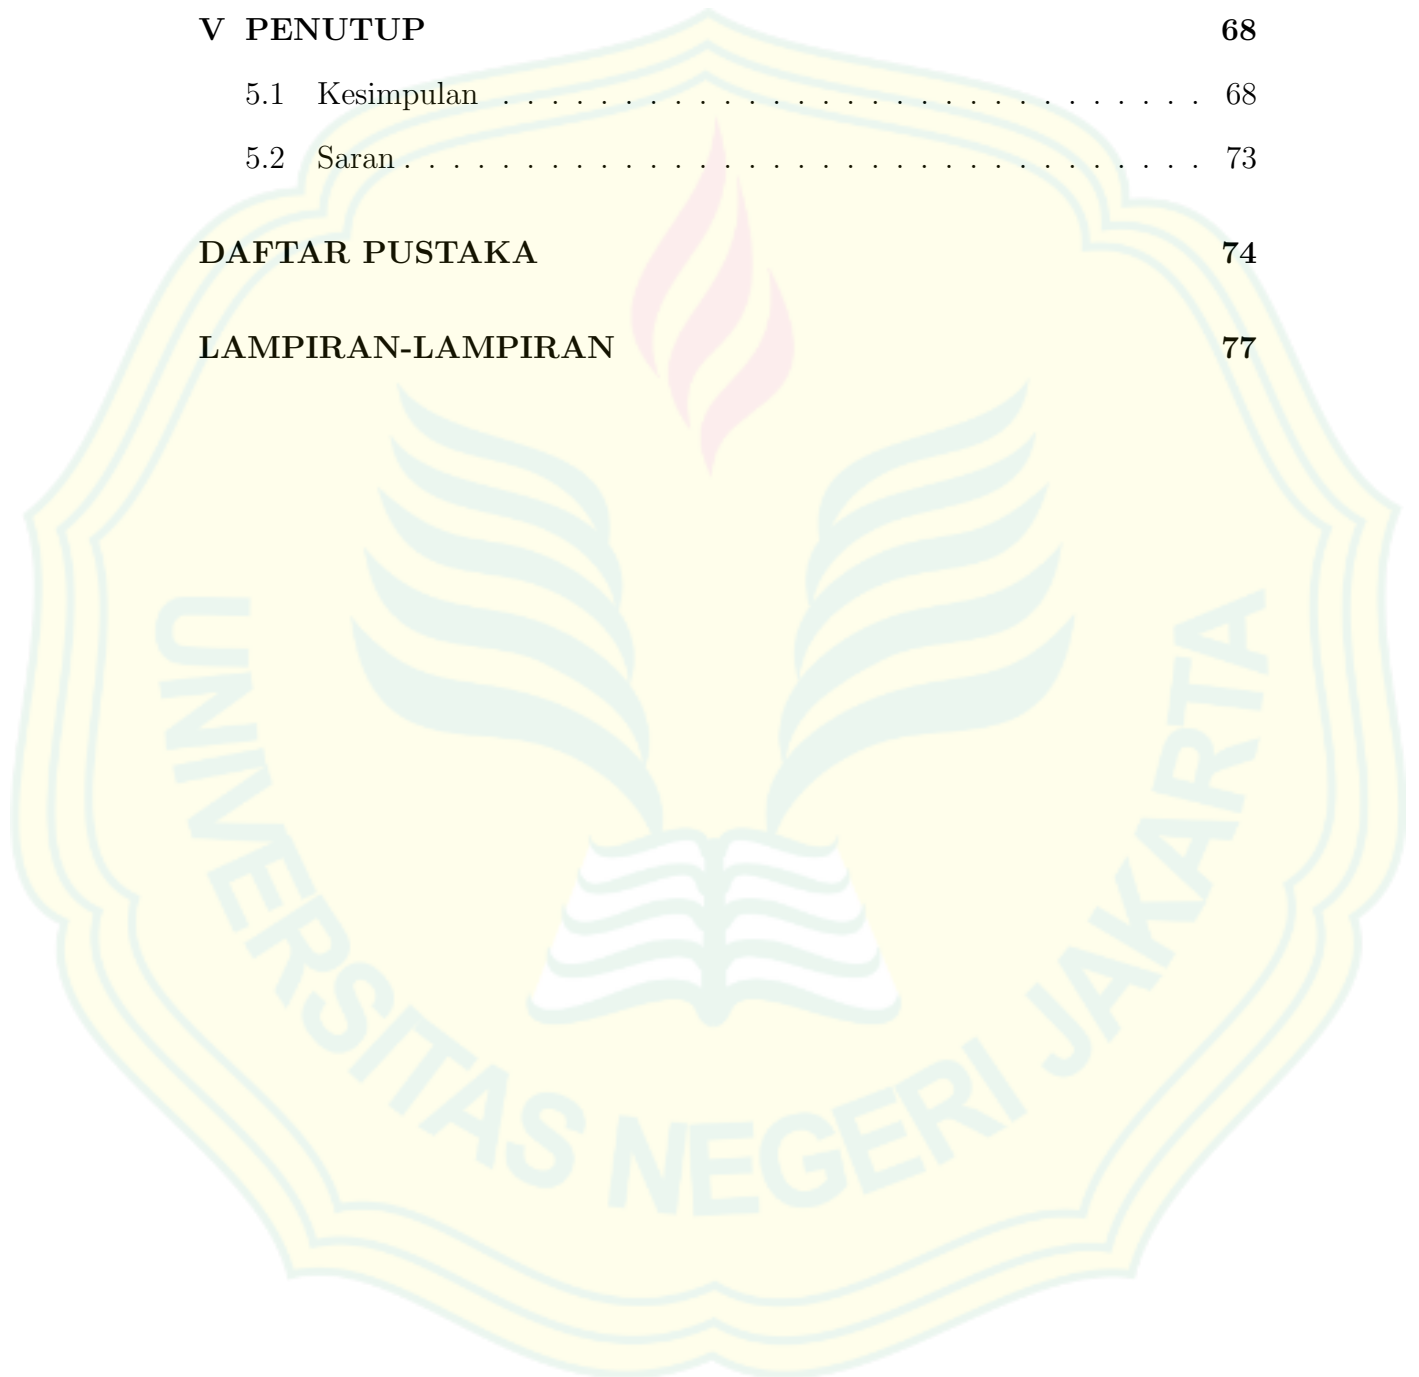 V PENUTUP 68
5.1 Kesimpulan . . . . . . . . . . . . . . . . . . . . . . . . . . . . . 68
5.2 Saran . . . . . . . . . . . . . . . . . . . . . . . . . . . . . . . . . 73
DAFTAR PUSTAKA 74
LAMPIRAN-LAMPIRAN 77
UNIVERSITAS NEGERI JAKARTA